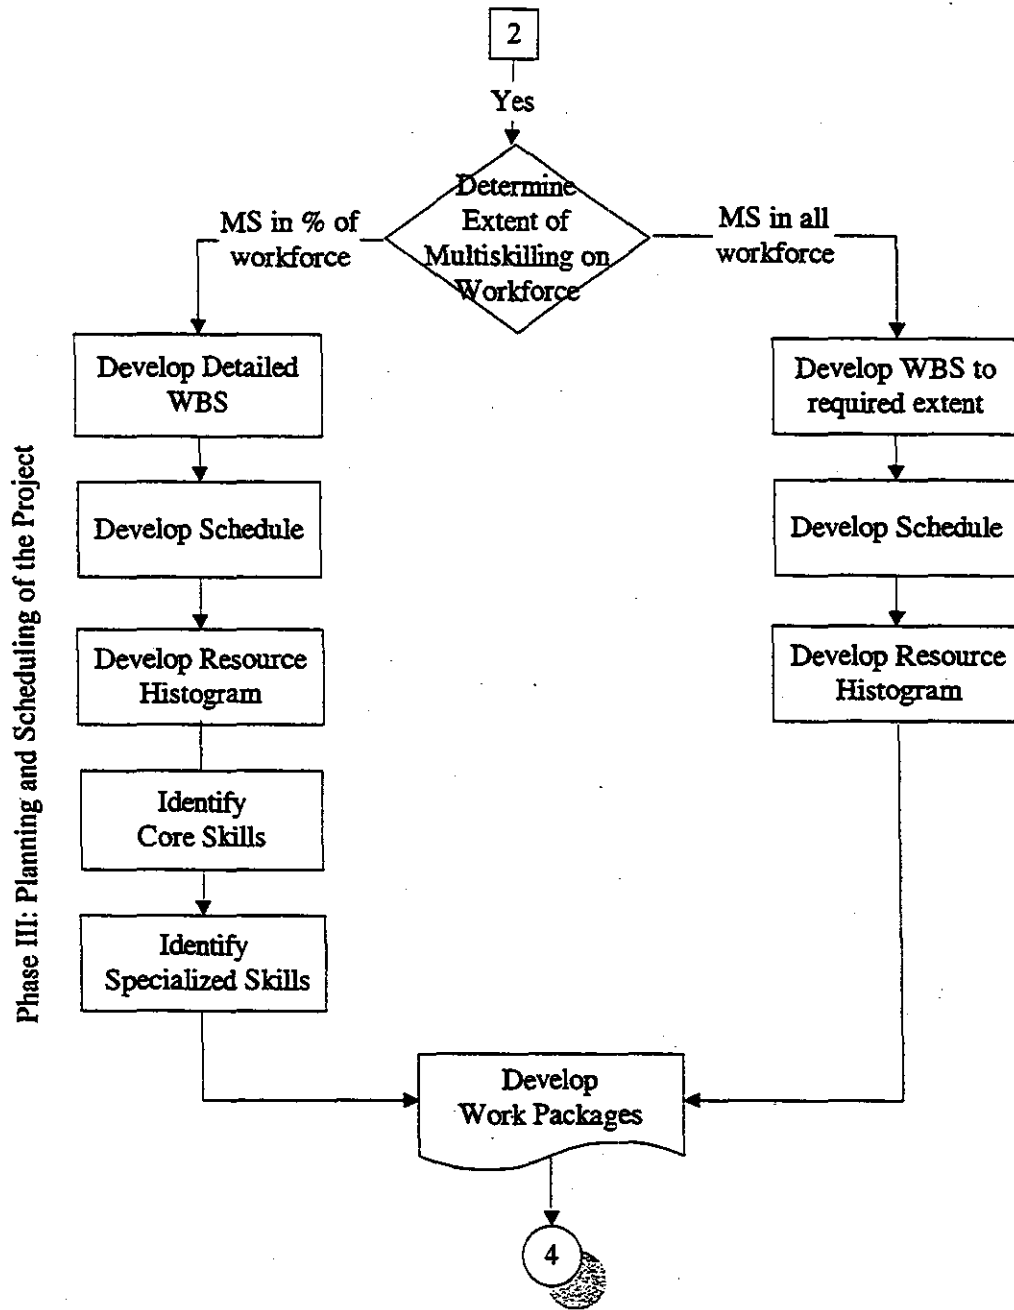 2
Yes
Determine
Extent of
Multiskilling on
Workforce
MS in % of
workforce
MS in all
workforce
Develop Detailed
WBS
Develop WBS to
required extent
Develop Schedule
Develop Schedule
Develop Resource
Histogram
Develop Resource
Histogram
Identify
Core Skills
Identify
Specialized Skills
Develop
Work Packages
4
Phase III: Planning and Scheduling of the Project